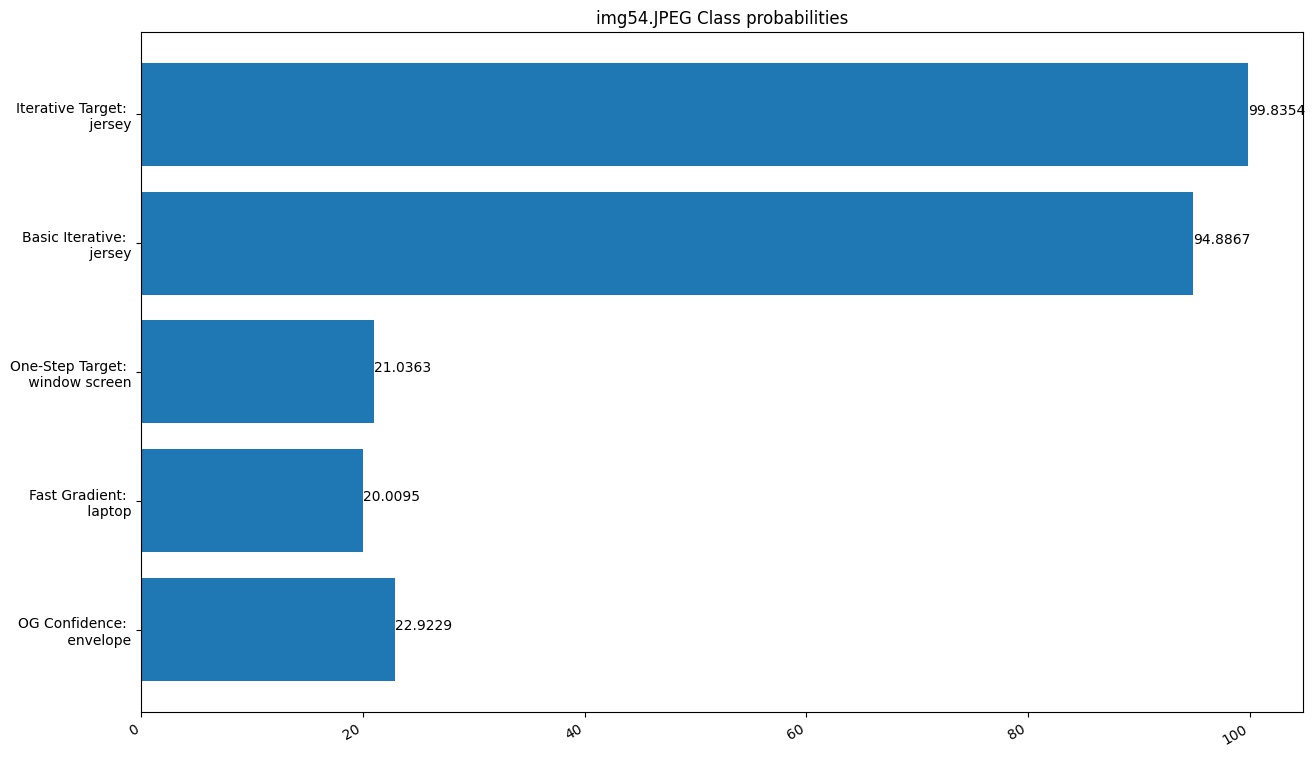 img54.JPEG Class probabilities
Iterative Target:
jersey
99.8354
Basic Iterative:
jersey
94.8867
One-Step Target:
window screen
21.0363
Fast Gradient:
laptop
20.0095
OG Confidence:
envelope
22.9229
0
20
40
60
80
100